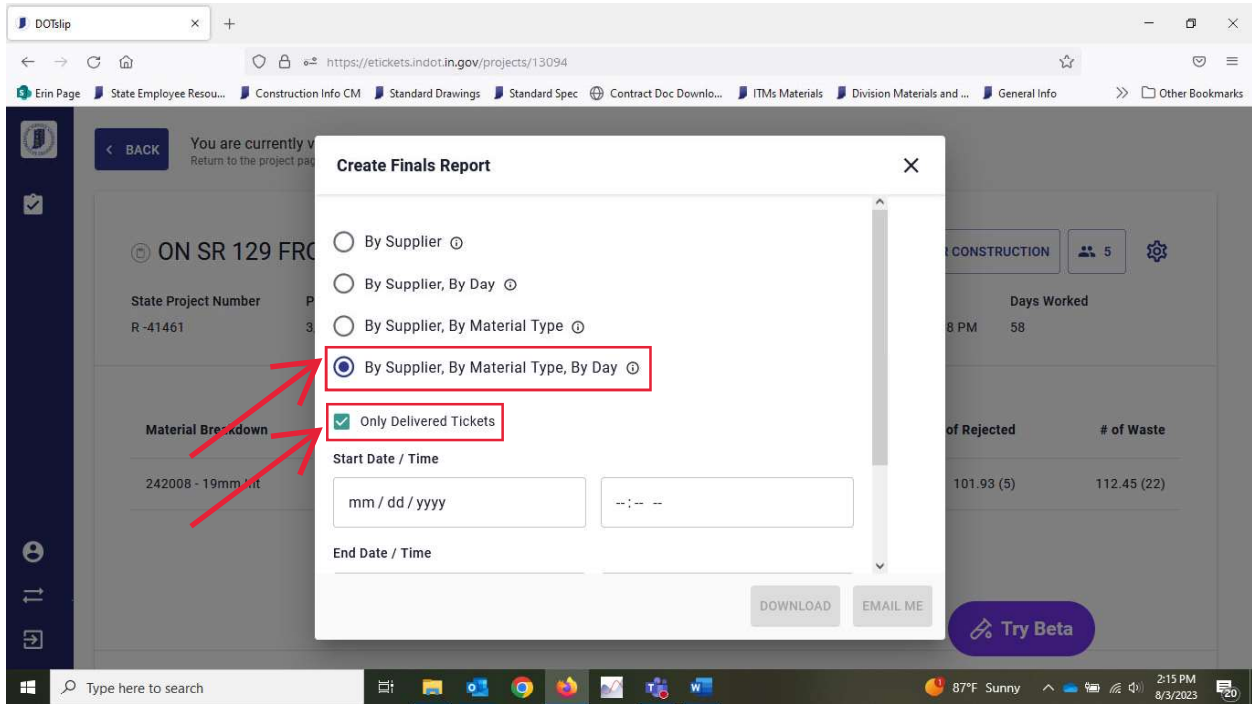 DOTslip
https://etickets.indot.in.gov/projects/13094
Erin Page State Employee Resou... Construction Info CM Standard Drawings Standard Spec Contract Doc Downlo... ITMs Materials Division Materials and ... General Info Other Bookmarks
BACK
You are currently v
Return to the project pag
Create Finals Report
By Supplier
ON SR 129 FRO
CONSTRUCTION
5
By Supplier, By Day
State Project Number
Days Worked
R -41461
3
8 PM
58
By Supplier, By Material Type
By Supplier, By Material Type, By Day
Only Delivered Tickets
Material Breakdown
of Rejected
# of Waste
Start Date / Time
242008 - 19mm Int
101.93 (5)
112.45 (22)
mm / dd / yyyy
--:-- --
End Date / Time
DOWNLOAD
EMAIL ME
Try Beta
Type here to search
87°F Sunny
2:15 PM
8/3/2023
20